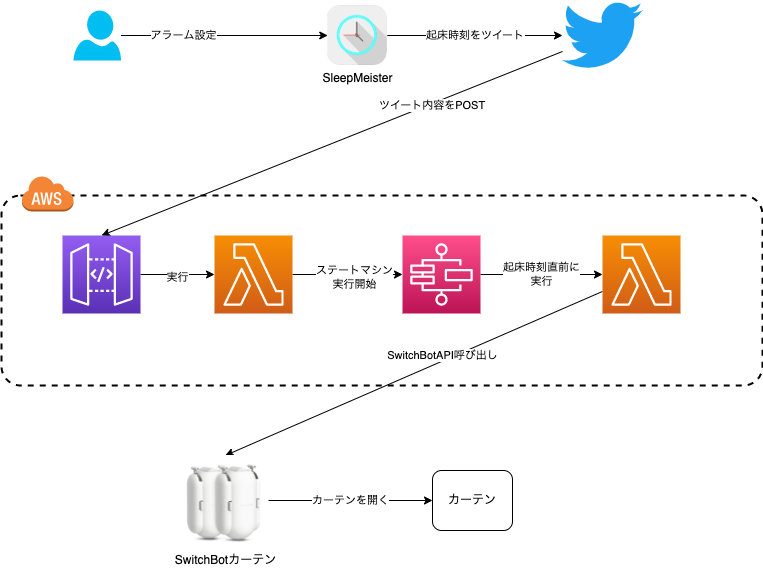 アラーム設定
起床時刻をツイート
SleepMeister
ツイート内容をPOST
AWS
実行
ステートマシン
実行開始
起床時刻直前に
実行
SwitchBotAPI呼び出し
カーテンを開く
カーテン
SwitchBotカーテン